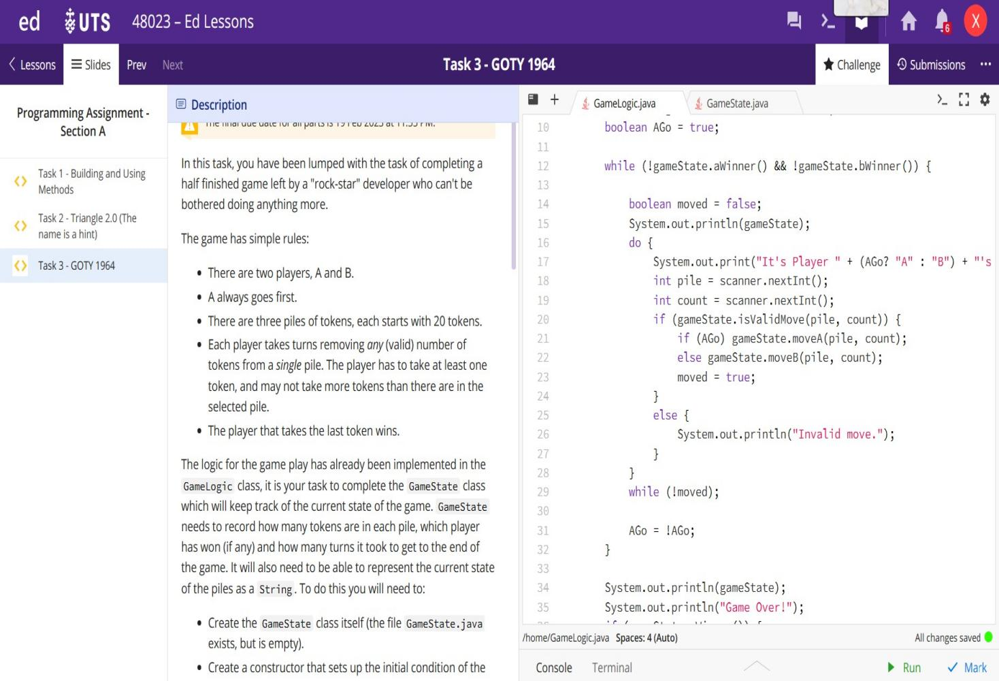 ed UTS 48023 – Ed Lessons 6 X
Lessons Slides Prev Next Task 3 - GOTY 1964 Challenge Submissions
Programming Assignment -
Section A
Task 1 - Building and Using
Methods
Task 2 - Triangle 2.0 (The
name is a hint)
Task 3 - GOTY 1964
Description
The final due date for all parts is 19 Feb 2023 at 11:55 PM.
In this task, you have been lumped with the task of completing a
half finished game left by a "rock-star" developer who can't be
bothered doing anything more.
The game has simple rules:
• There are two players, A and B.
• A always goes first.
• There are three piles of tokens, each starts with 20 tokens.
• Each player takes turns removing any (valid) number of
tokens from a single pile. The player has to take at least one
token, and may not take more tokens than there are in the
selected pile.
• The player that takes the last token wins.
The logic for the game play has already been implemented in the
GameLogic class, it is your task to complete the GameState class
which will keep track of the current state of the game. GameState
needs to record how many tokens are in each pile, which player
has won (if any) and how many turns it took to get to the end of
the game. It will also need to be able to represent the current state
of the piles as a String. To do this you will need to:
• Create the GameState class itself (the file GameState.java
exists, but is empty).
• Create a constructor that sets up the initial condition of the
GameLogic.java GameState.java
10 boolean AGo = true;
11
12 while (!gameState.aWinner() && !gameState.bWinner()) {
13
14 boolean moved = false;
15 System.out.println(gameState);
16 do {
17 System.out.print("It's Player " + (AGo? "A" : "B") + "'s
18 int pile = scanner.nextInt();
19 int count = scanner.nextInt();
20 if (gameState.isValidMove(pile, count)) {
21 if (AGo) gameState.moveA(pile, count);
22 else gameState.moveB(pile, count);
23 moved = true;
24 }
25 else {
26 System.out.println("Invalid move.");
27 }
28 }
29 while (!moved);
30
31 AGo = !AGo;
32 }
33
34 System.out.println(gameState);
35 System.out.println("Game Over!");
/home/GameLogic.java Spaces: 4 (Auto) All changes saved
Console Terminal Run Mark